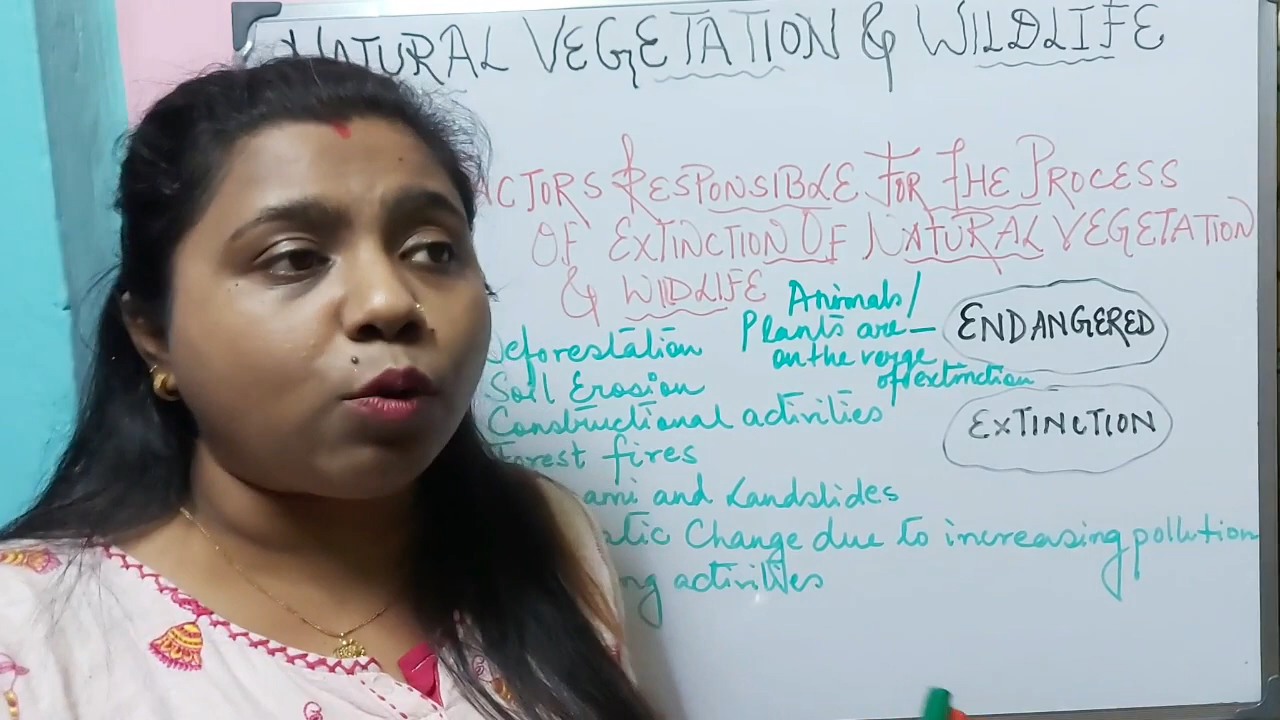 NATURAL VEGETATION & WILDLIFE
ACTORS RESPONSIBLE FOR THE PROCESS
OF EXTINCTION OF NATURAL VEGETATION
& WILDLIFE
Animals/
Plants are —
on the verge
of extinction
ENDANGERED
EXTINCTION
Deforestation
Soil Erosion
Constructional activities
Forest fires
ami and Landslides
atic Change due to increasing pollution
ng activities